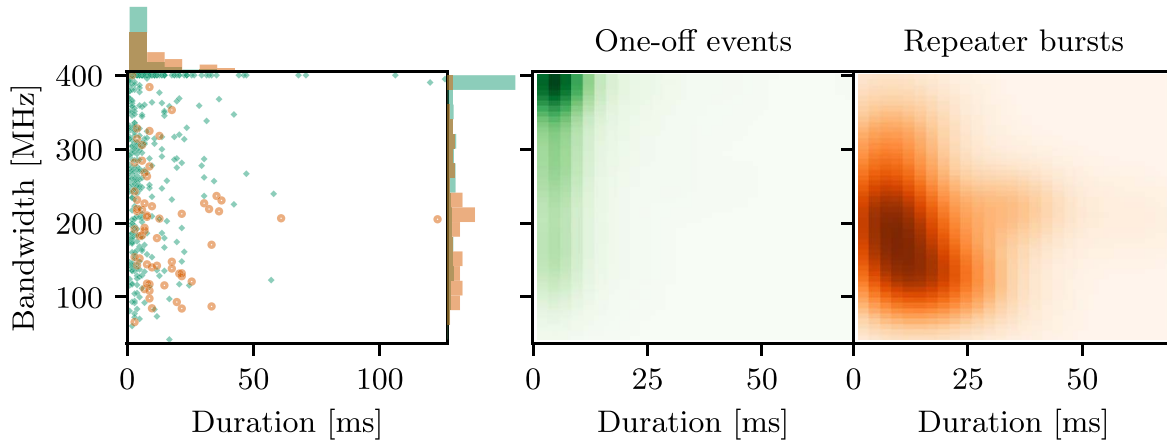 One-off events
Repeater bursts
Bandwidth [MHz]
400
300
200
100
0
50
100
0
25
50
0
25
50
Duration [ms]
Duration [ms]
Duration [ms]